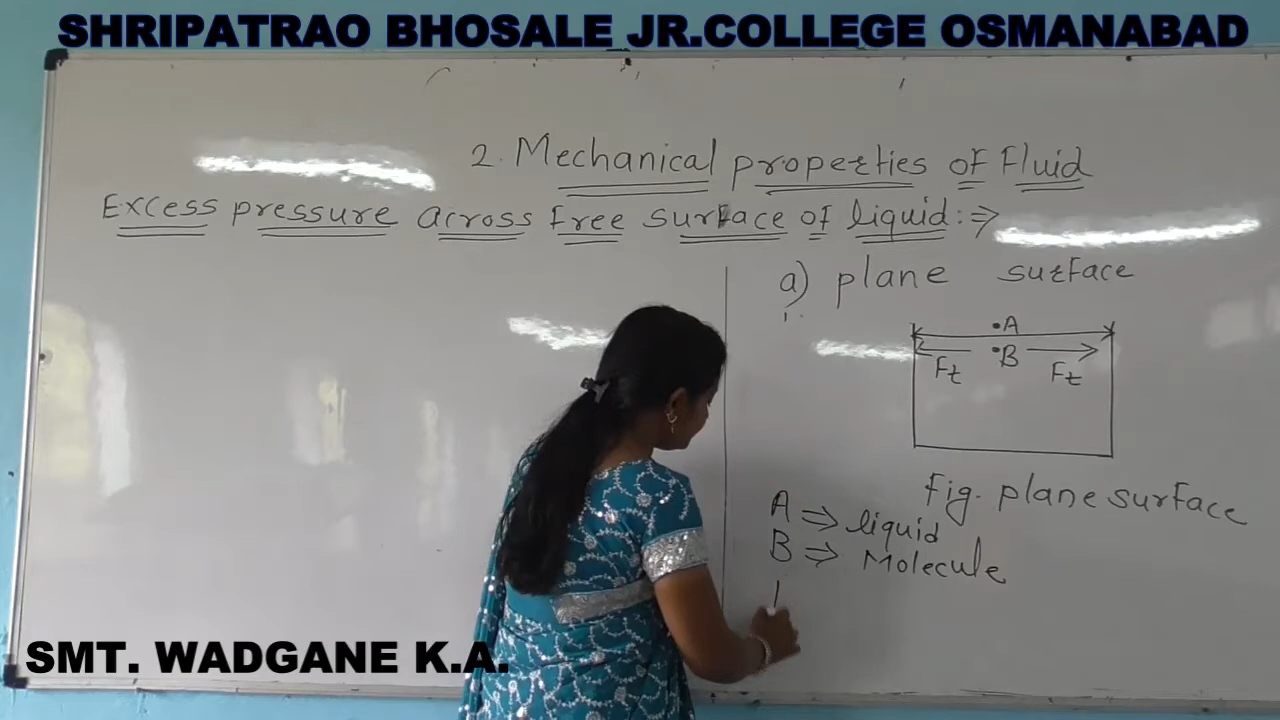 SHRIPATRAO BHOSALE JR.COLLEGE OSMANABAD
2. Mechanical properties of Fluid
Excess pressure across free surface of liquid :⇒
a) plane surface
•A
•B
Ft Ft
Fig. plane surface
A ⇒ liquid
B ⇒ Molecule
SMT. WADGANE K.A.